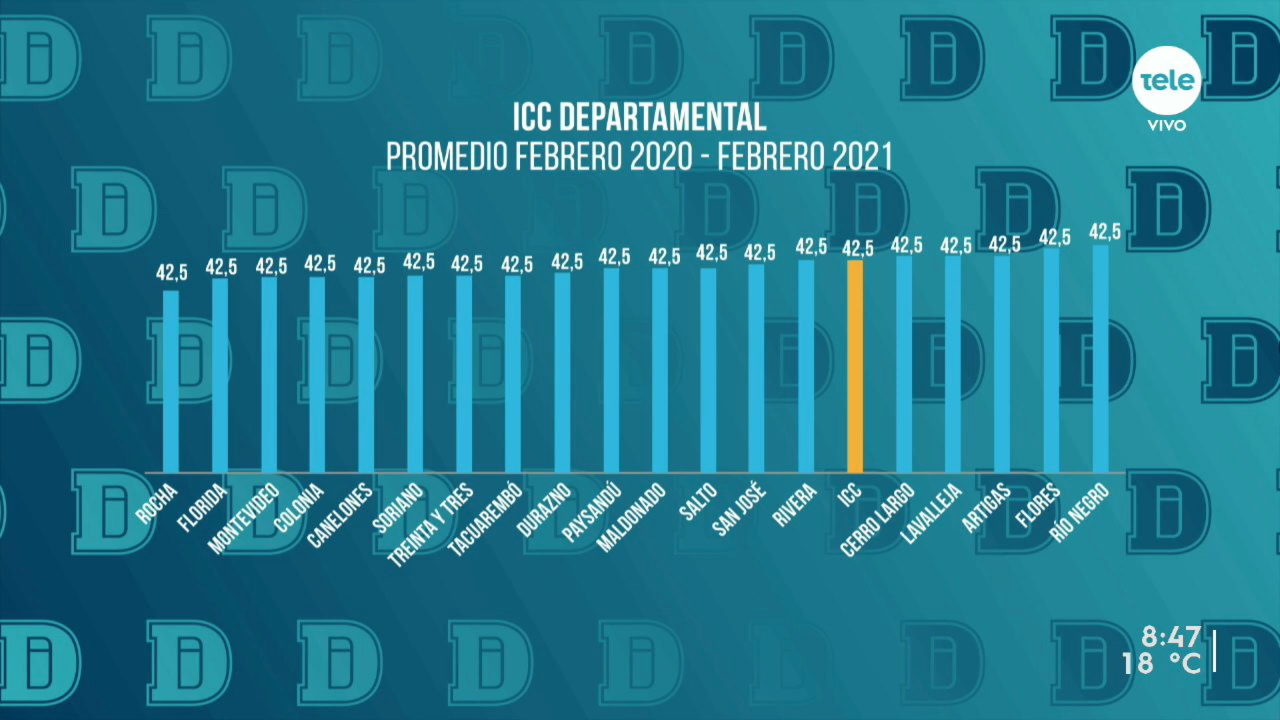 ICC DEPARTAMENTAL
PROMEDIO FEBRERO 2020 - FEBRERO 2021
tele
VIVO
42,5 42,5 42,5 42,5 42,5 42,5 42,5 42,5 42,5 42,5 42,5 42,5 42,5 42,5 42,5 42,5 42,5 42,5 42,5 42,5
ROCHA
FLORIDA
MONTEVIDEO
COLONIA
CANELONES
SORIANO
TREINTA Y TRES
TACUAREMBÓ
DURAZNO
PAYSANDÚ
MALDONADO
SALTO
SAN JOSÉ
RIVERA
ICC
CERRO LARGO
LAVALLEJA
ARTIGAS
FLORES
RÍO NEGRO
8:47
18 °C